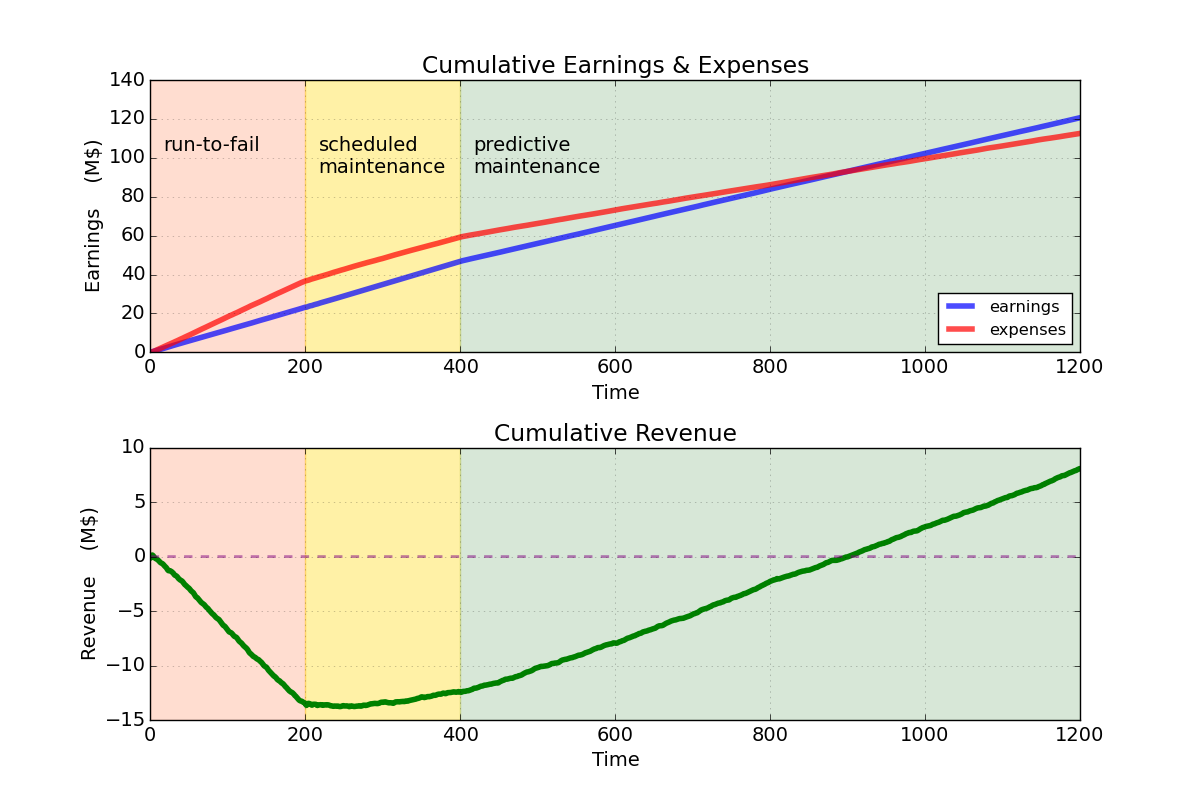 Cumulative Earnings & Expenses
Earnings (M$)
140
120
100
80
60
40
20
0
run-to-fail
scheduled
maintenance
predictive
maintenance
earnings
expenses
0 200 400 600 800 1000 1200
Time
Cumulative Revenue
Revenue (M$)
10
5
0
−5
−10
−15
0 200 400 600 800 1000 1200
Time